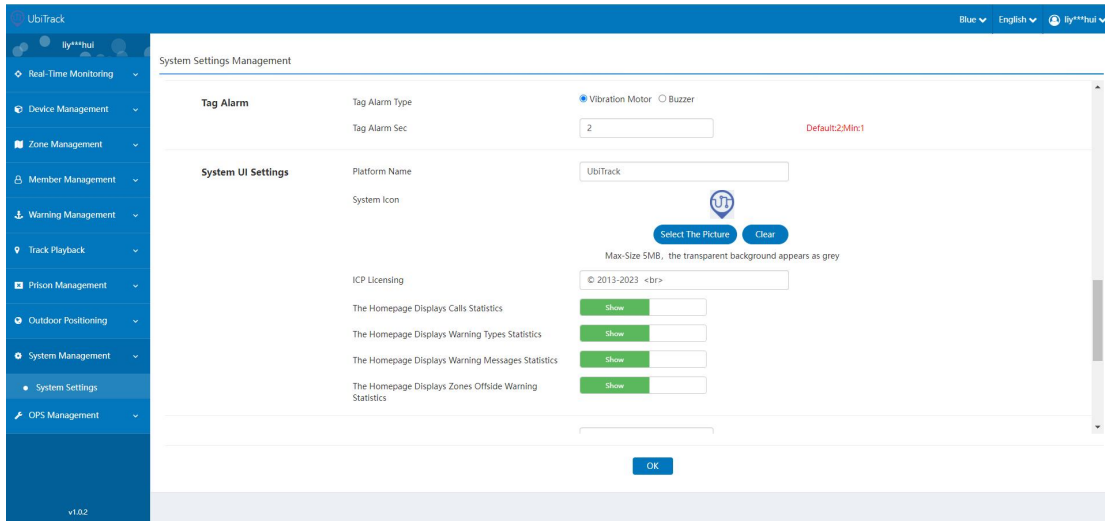 UbiTrack
Blue English liy***hui
liy***hui
Real-Time Monitoring
Device Management
Zone Management
Member Management
Warning Management
Track Playback
Prison Management
Outdoor Positioning
System Management
System Settings
OPS Management
v1.0.2
System Settings Management
Tag Alarm
Tag Alarm Type
Vibration Motor Buzzer
Tag Alarm Sec
2
Default:2;Min:1
System UI Settings
Platform Name
UbiTrack
System Icon
UT
Select The Picture Clear
Max-Size 5MB，the transparent background appears as grey
ICP Licensing
© 2013-2023 <br>
The Homepage Displays Calls Statistics
Show
The Homepage Displays Warning Types Statistics
Show
The Homepage Displays Warning Messages Statistics
Show
The Homepage Displays Zones Offside Warning
Statistics
Show
OK